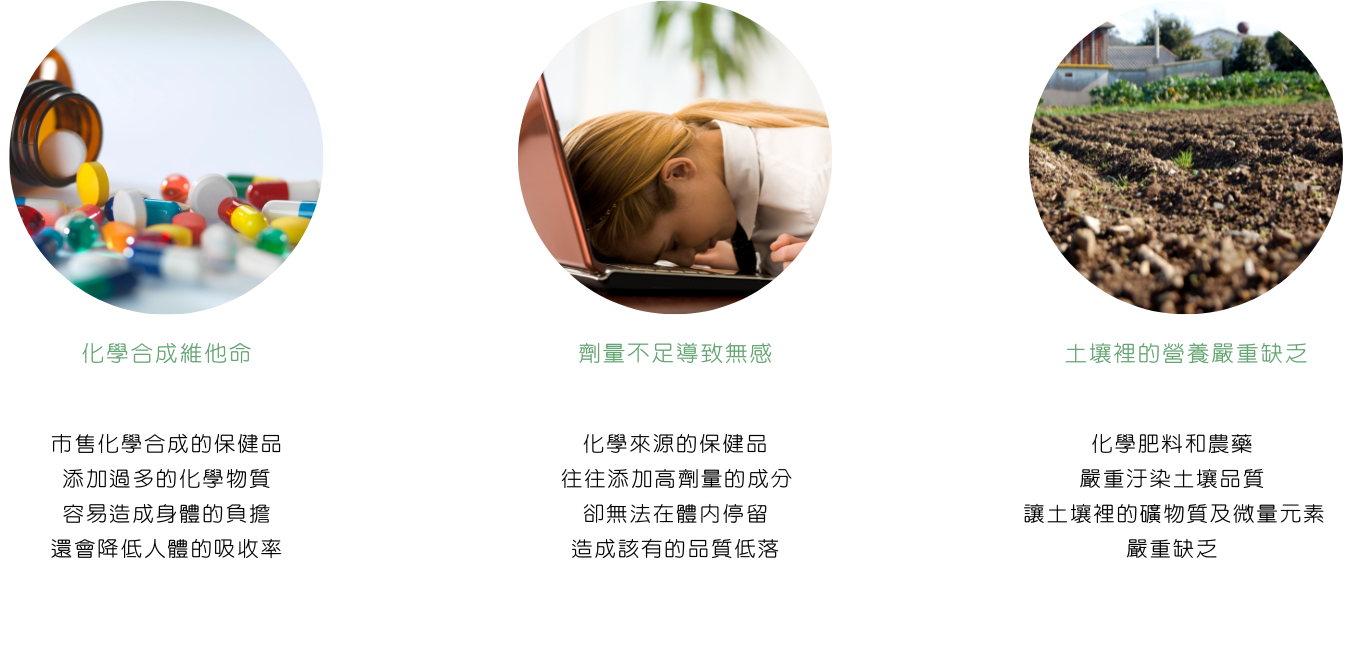 化學合成維他命
市售化學合成的保健品
添加過多的化學物質
容易造成身體的負擔
還會降低人體的吸收率
劑量不足導致無感
化學來源的保健品
往往添加高劑量的成分
卻無法在體內停留
造成該有的品質低落
土壤裡的營養嚴重缺乏
化學肥料和農藥
嚴重汙染土壤品質
讓土壤裡的礦物質及微量元素
嚴重缺乏